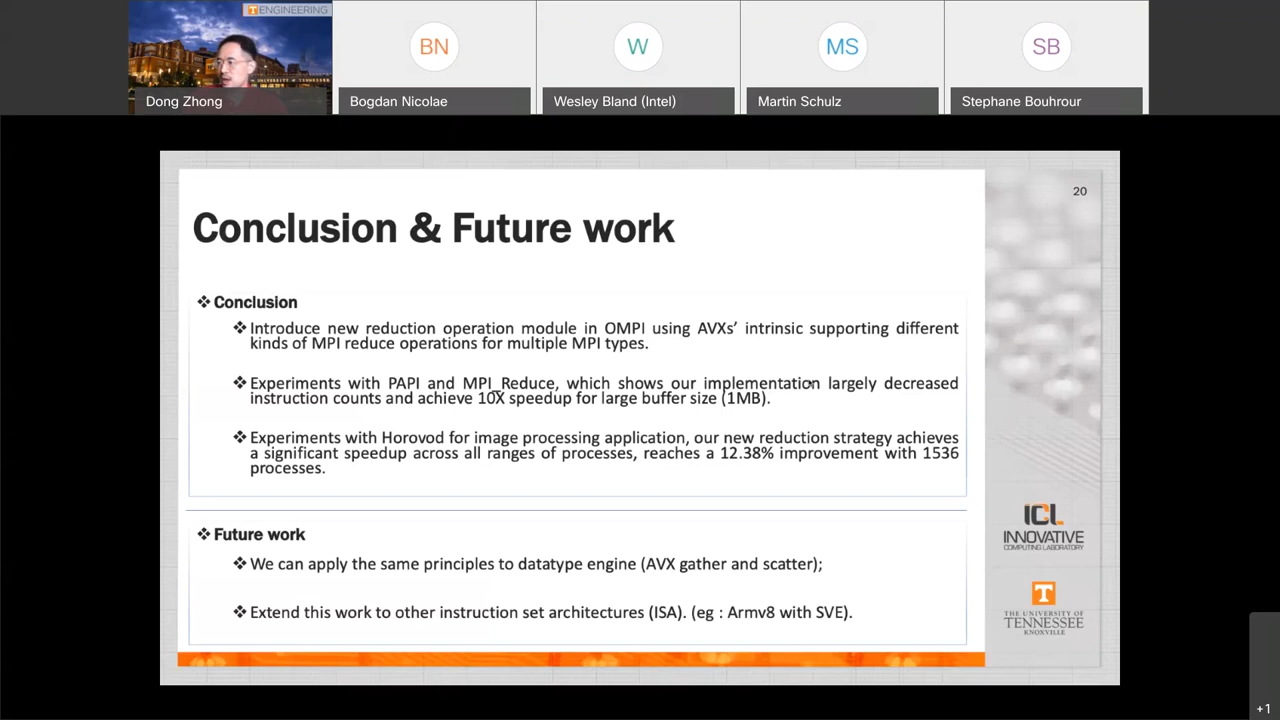 T ENGINEERING
BN
W
MS
SB
Dong Zhong
Bogdan Nicolae
Wesley Bland (Intel)
Martin Schulz
Stephane Bouhrour
20
Conclusion & Future work
❖ Conclusion
❖ Introduce new reduction operation module in OMPI using AVXs' intrinsic supporting different
kinds of MPI reduce operations for multiple MPI types.
❖ Experiments with PAPI and MPI_Reduce, which shows our implementation largely decreased
instruction counts and achieve 10X speedup for large buffer size (1MB).
❖ Experiments with Horovod for image processing application, our new reduction strategy achieves
a significant speedup across all ranges of processes, reaches a 12.38% improvement with 1536
processes.
❖ Future work
❖ We can apply the same principles to datatype engine (AVX gather and scatter);
❖ Extend this work to other instruction set architectures (ISA). (eg : Armv8 with SVE).
ICL
INNOVATIVE
COMPUTING LABORATORY
T
THE UNIVERSITY OF
TENNESSEE
KNOXVILLE
+1